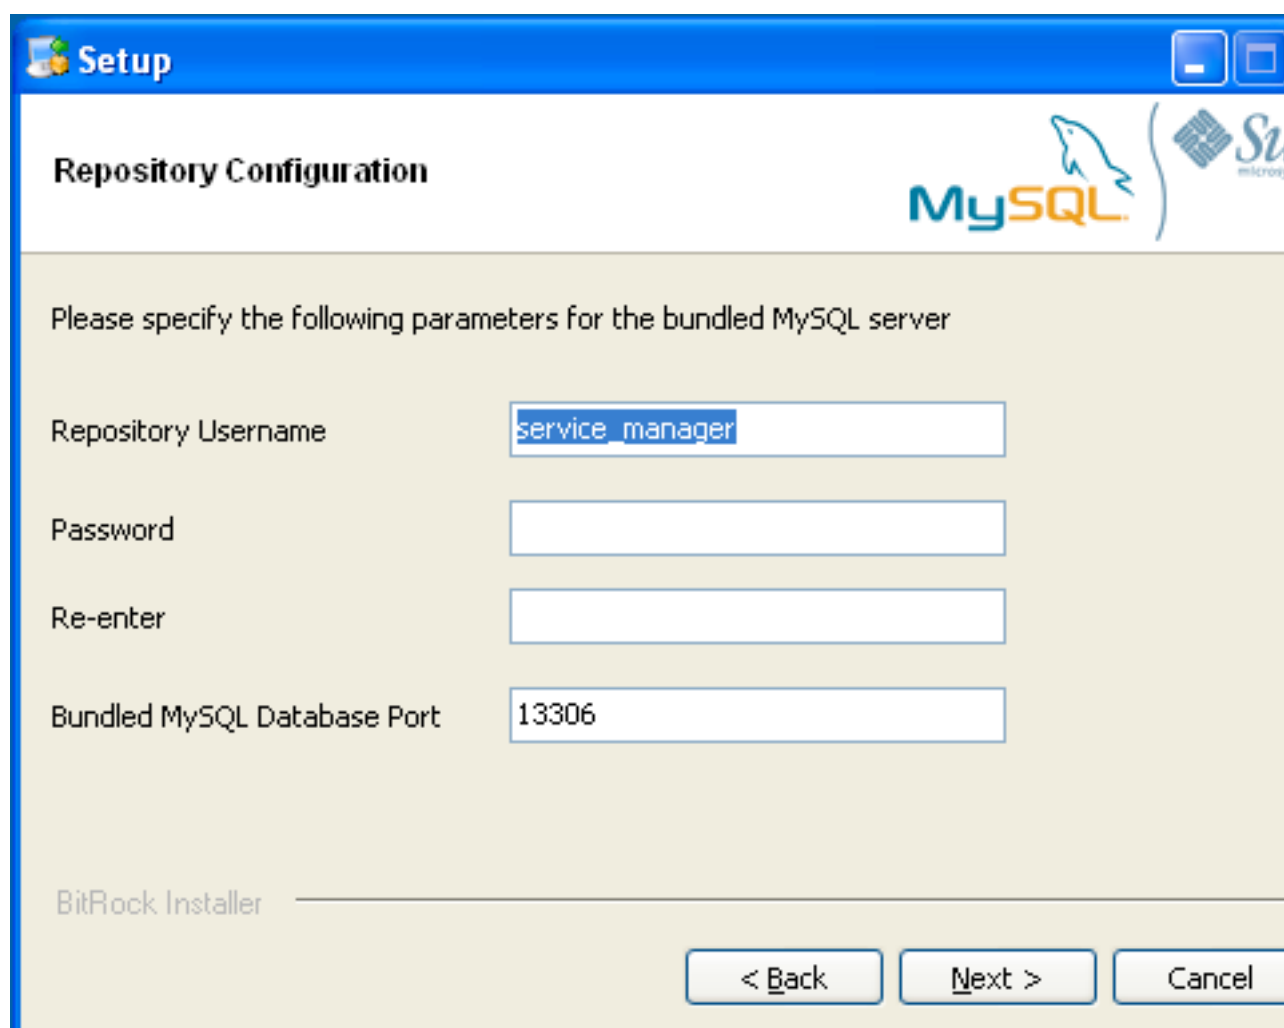 Setup
Repository Configuration
MySQL
Please specify the following parameters for the bundled MySQL server
Repository Username
service_manager
Password
Re-enter
Bundled MySQL Database Port
13306
BitRock Installer
< Back
Next >
Cancel